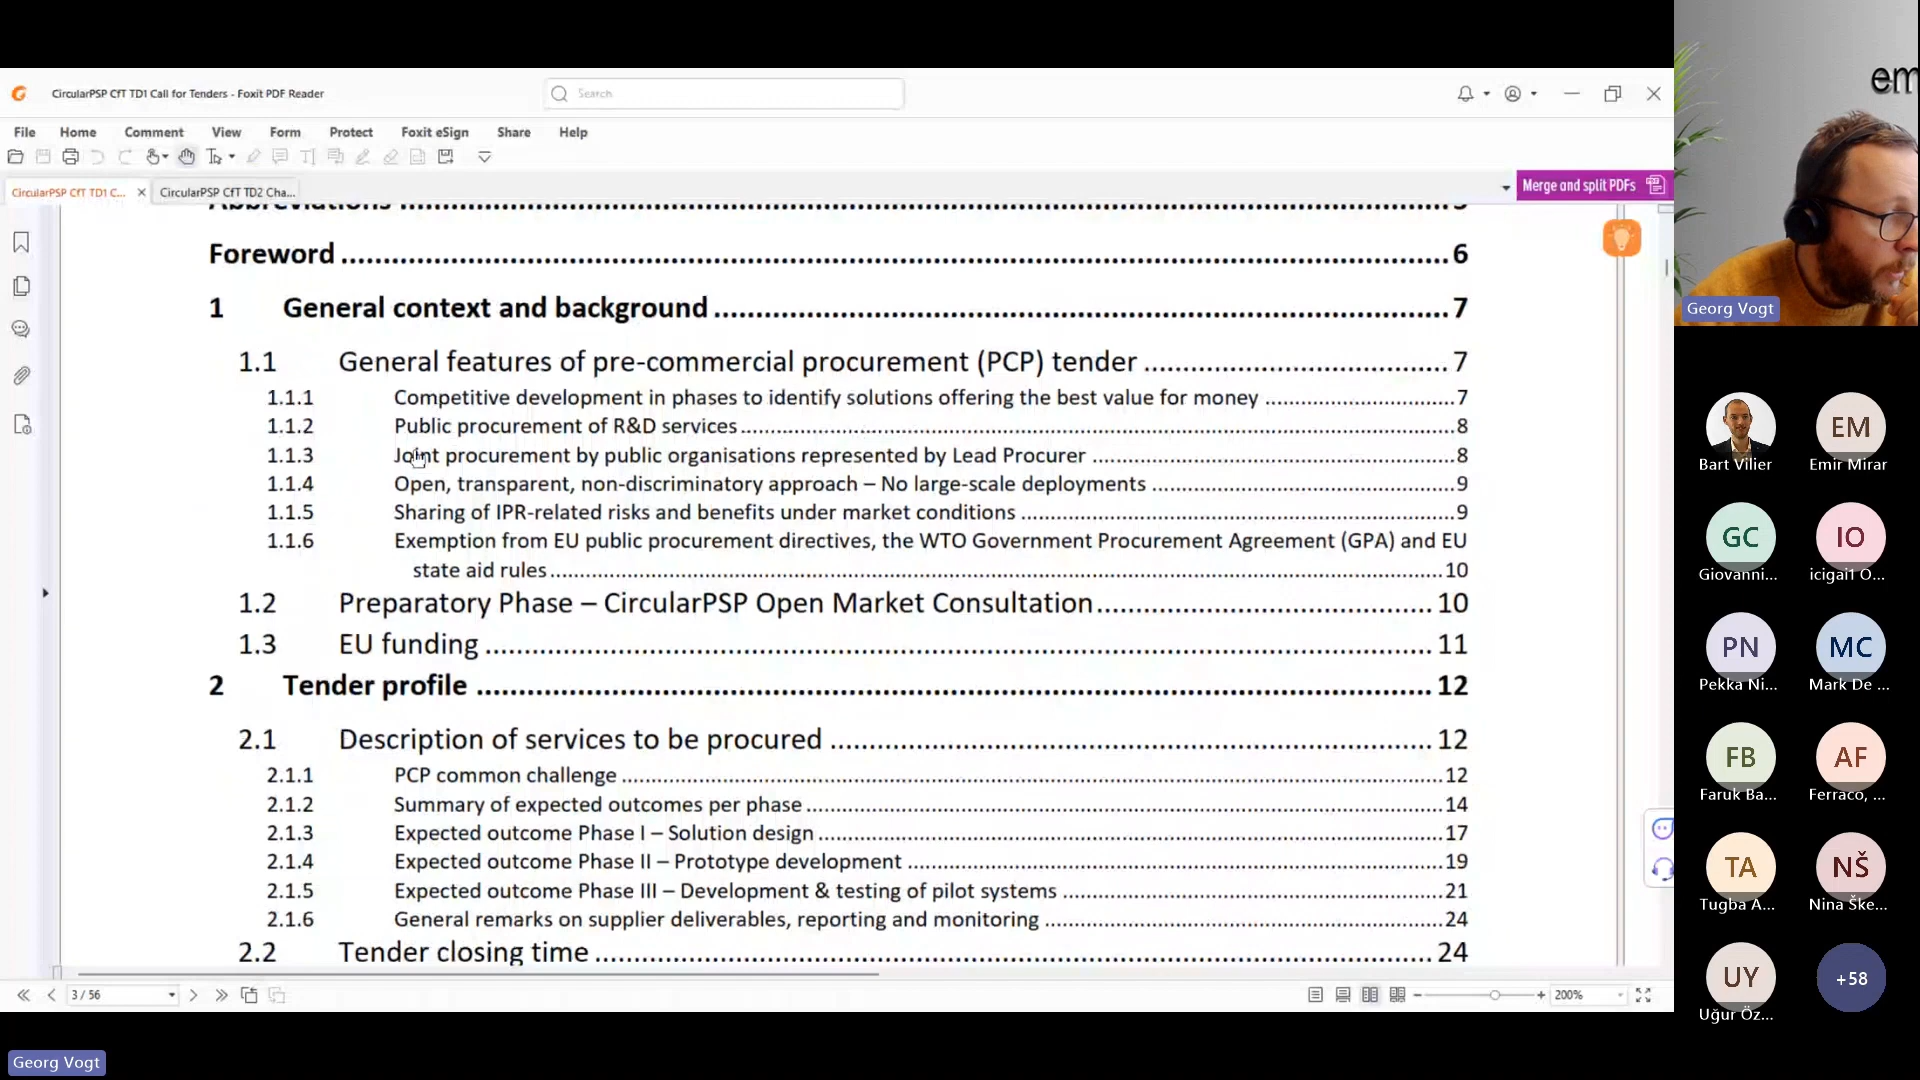 em
CircularPSP CfT TD1 Call for Tenders - Foxit PDF Reader
Search
File Home Comment View Form Protect Foxit eSign Share Help
CircularPSP CfT TD1 C... CircularPSP CfT TD2 Cha...
Merge and split PDFs
Abbreviations 5
Foreword 6
1 General context and background 7
1.1 General features of pre-commercial procurement (PCP) tender 7
1.1.1 Competitive development in phases to identify solutions offering the best value for money 7
1.1.2 Public procurement of R&D services 8
1.1.3 Joint procurement by public organisations represented by Lead Procurer 8
1.1.4 Open, transparent, non-discriminatory approach – No large-scale deployments 9
1.1.5 Sharing of IPR-related risks and benefits under market conditions 9
1.1.6 Exemption from EU public procurement directives, the WTO Government Procurement Agreement (GPA) and EU
state aid rules 10
1.2 Preparatory Phase – CircularPSP Open Market Consultation 10
1.3 EU funding 11
2 Tender profile 12
2.1 Description of services to be procured 12
2.1.1 PCP common challenge 12
2.1.2 Summary of expected outcomes per phase 14
2.1.3 Expected outcome Phase I – Solution design 17
2.1.4 Expected outcome Phase II – Prototype development 19
2.1.5 Expected outcome Phase III – Development & testing of pilot systems 21
2.1.6 General remarks on supplier deliverables, reporting and monitoring 24
2.2 Tender closing time 24
3 / 56
200%
Georg Vogt
Georg Vogt
Bart Vilier
EM
Emir Mirar
GC
Giovanni...
IO
icigai1 O...
PN
Pekka Ni...
MC
Mark De ...
FB
Faruk Ba...
AF
Ferraco, ...
TA
Tugba A...
NŠ
Nina Ške...
UY
Uğur Öz...
+58